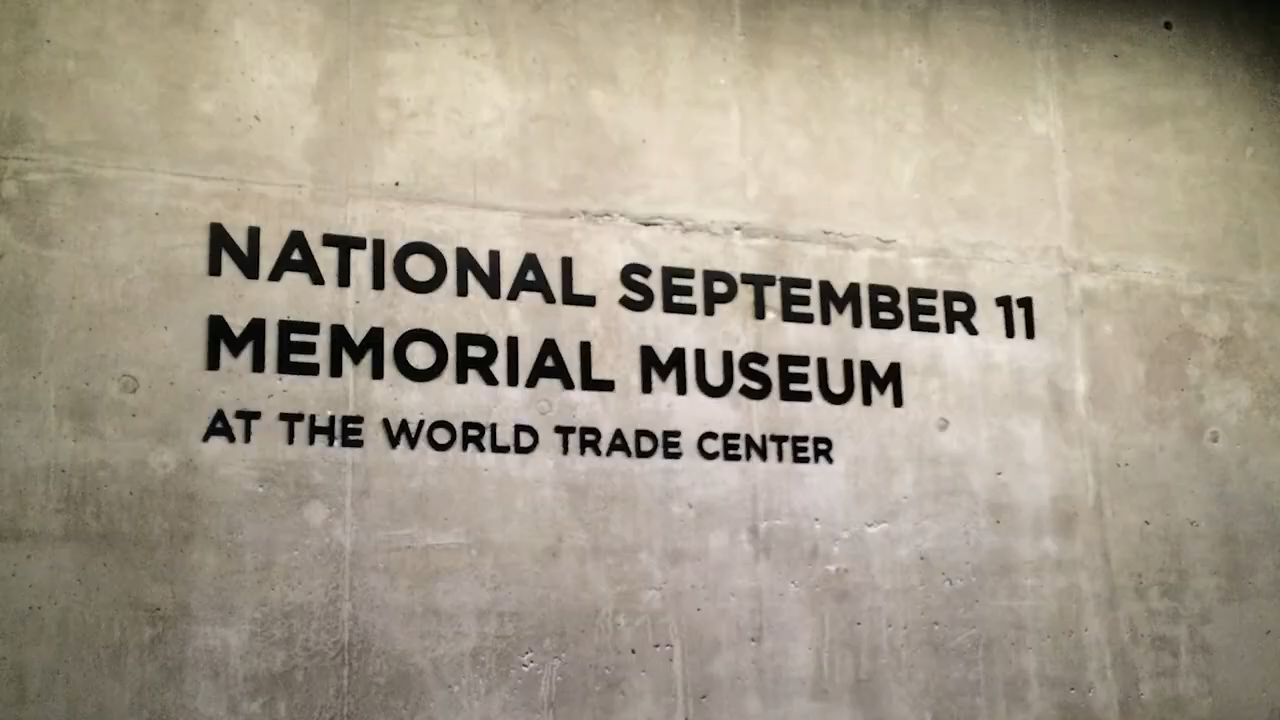 NATIONAL SEPTEMBER 11
MEMORIAL MUSEUM
AT THE WORLD TRADE CENTER